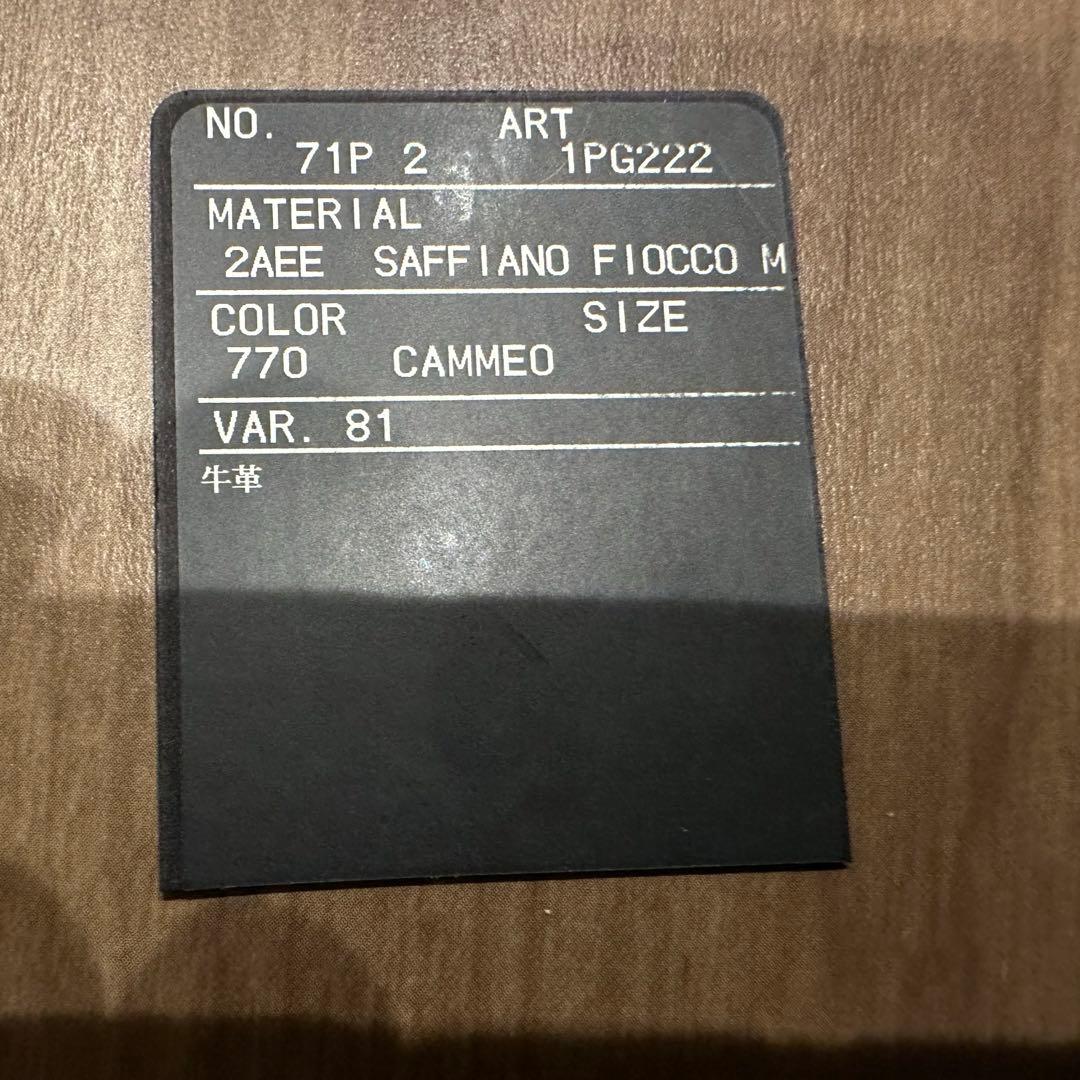 NO. ART
71P 2 1PG222
MATERIAL
2AEE SAFFIANO FIOCCO M
COLOR SIZE
770 CAMMEO
VAR. 81
牛革